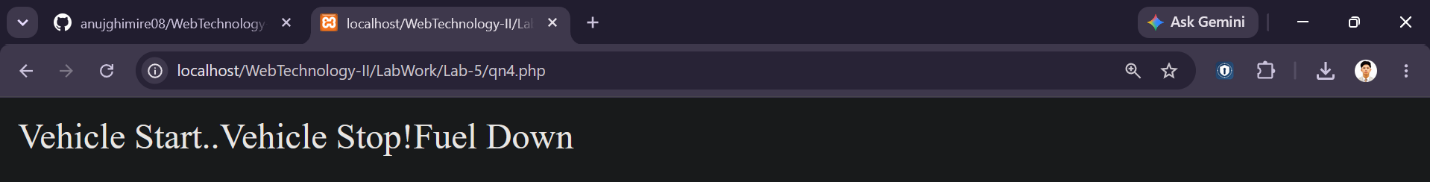 anujghimire08/WebTechnology
localhost/WebTechnology-II/La
Ask Gemini
localhost/WebTechnology-II/LabWork/Lab-5/qn4.php
Vehicle Start..Vehicle Stop!Fuel Down